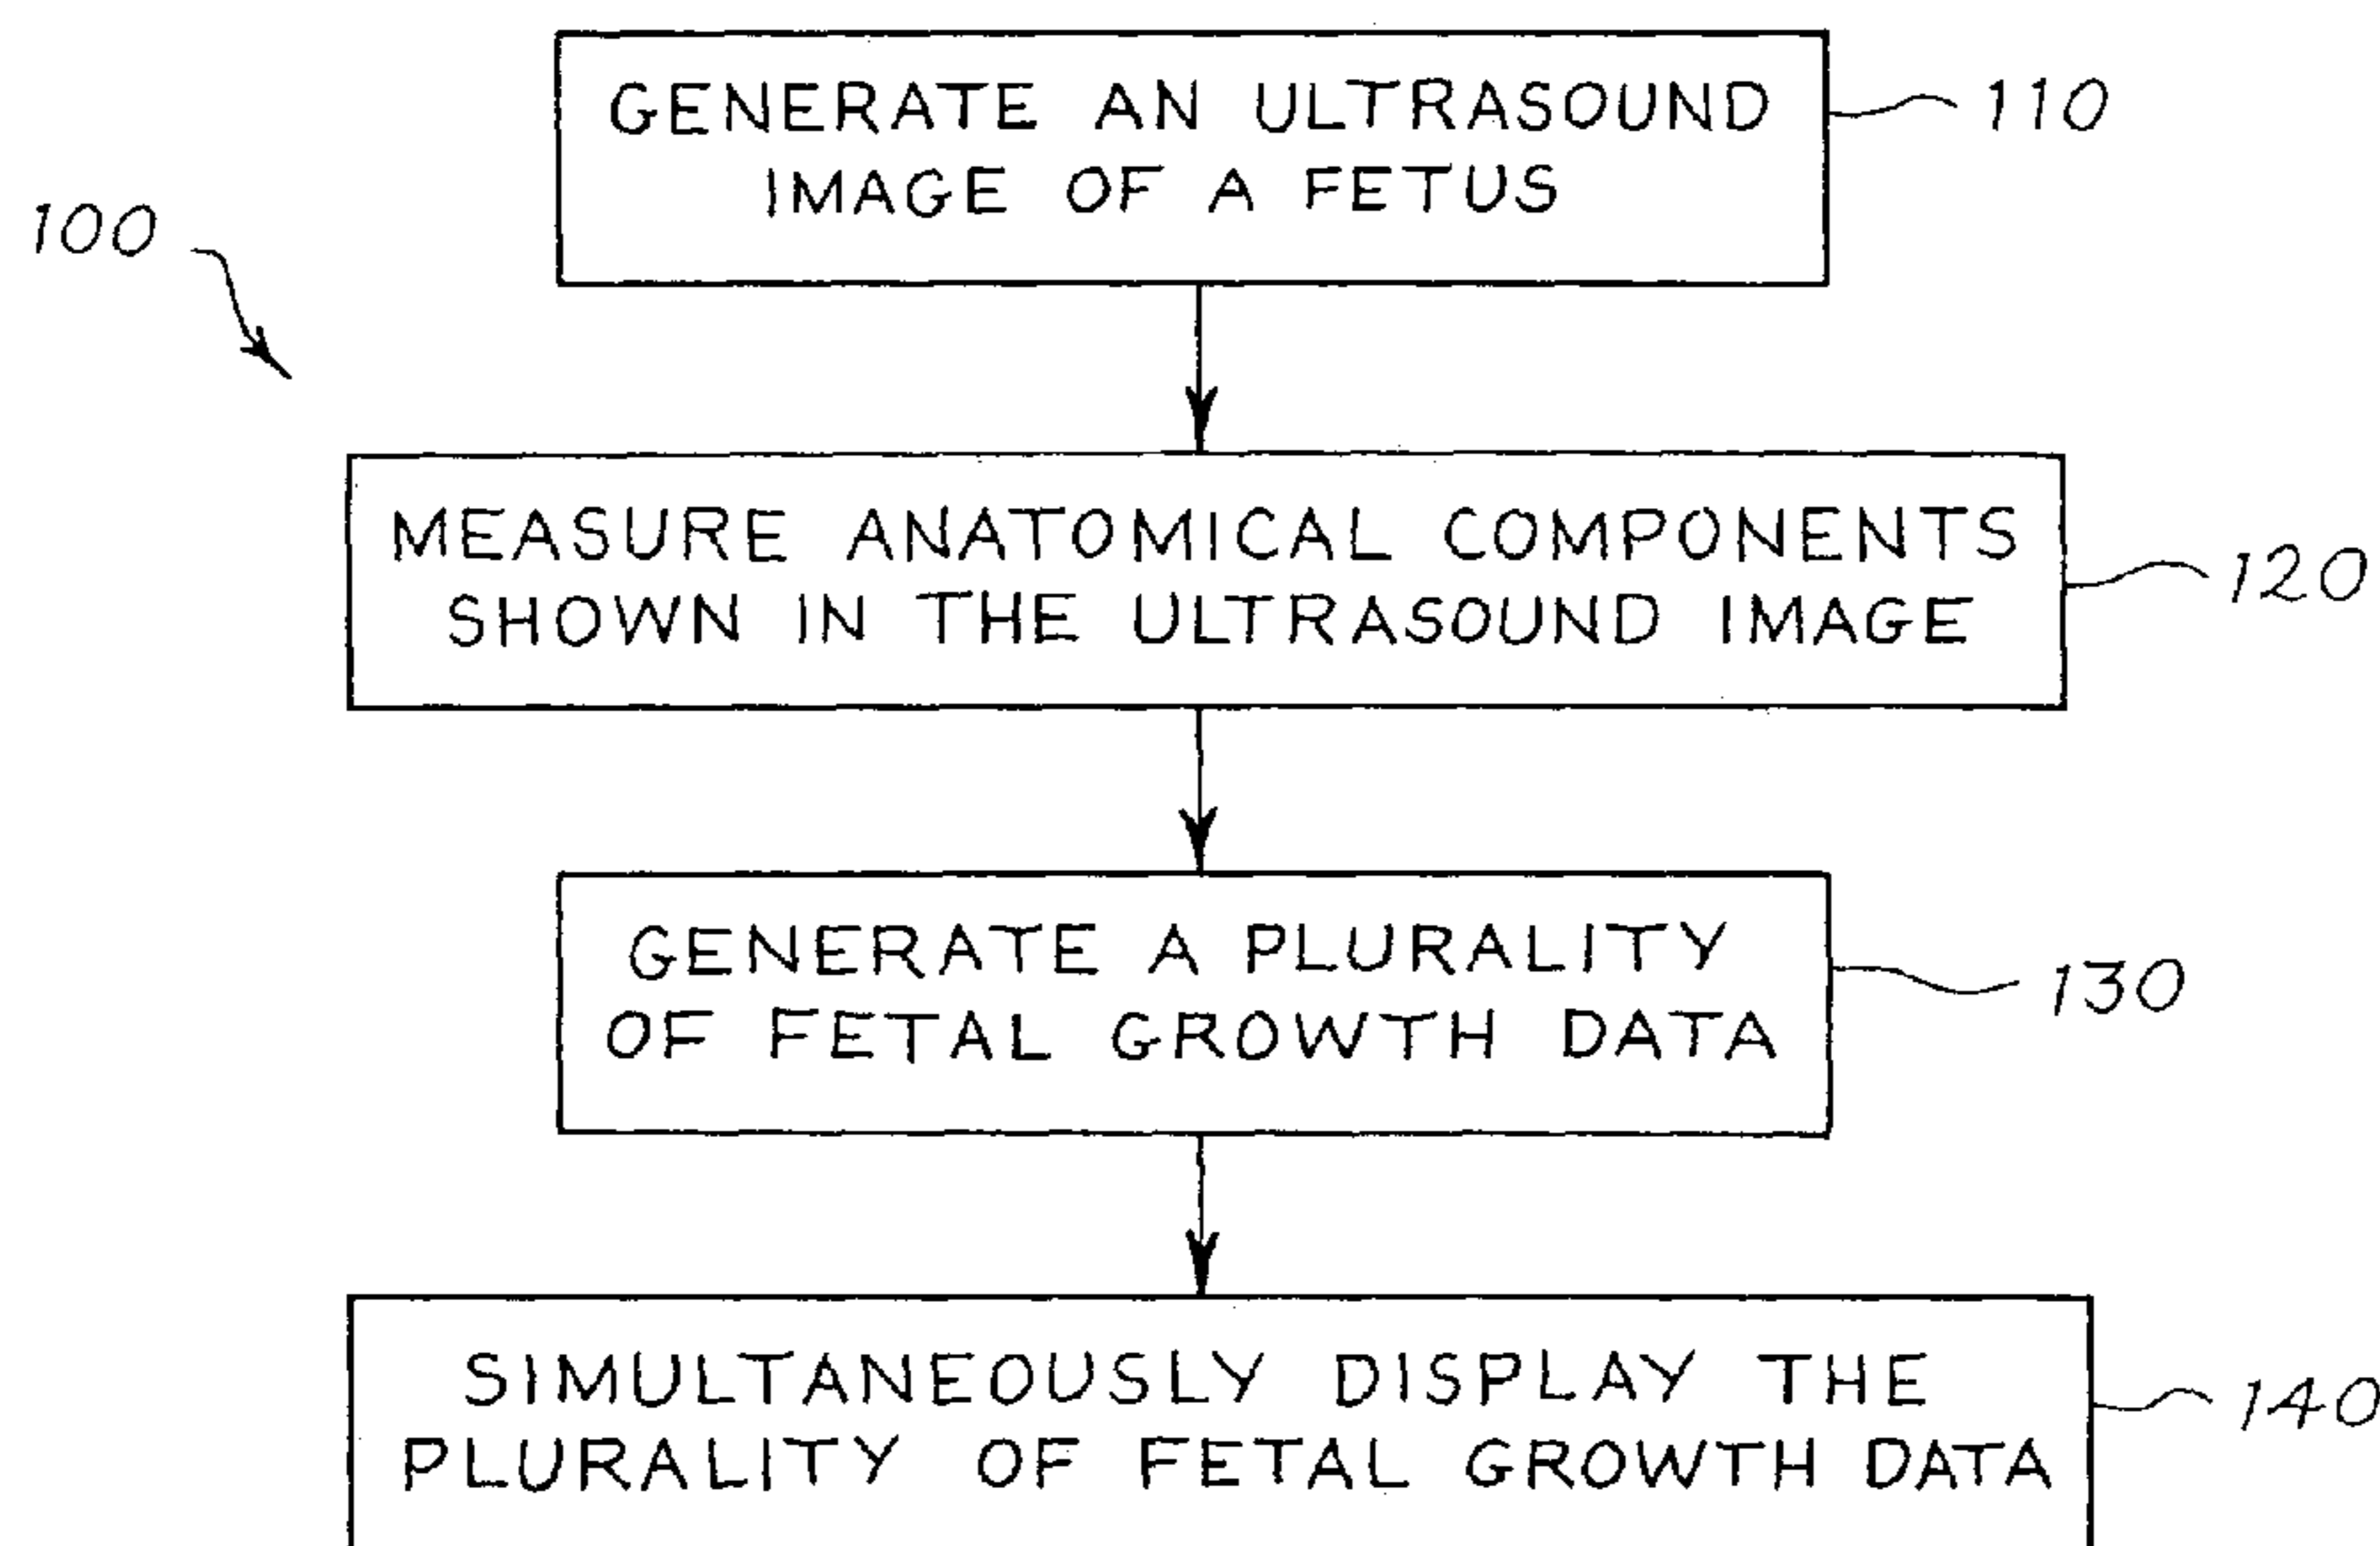 GENERATE AN ULTRASOUND
IMAGE OF A FETUS
110
100
MEASURE ANATOMICAL COMPONENTS
SHOWN IN THE ULTRASOUND IMAGE
120
GENERATE A PLURALITY
OF FETAL GROWTH DATA
130
SIMULTANEOUSLY DISPLAY THE
PLURALITY OF FETAL GROWTH DATA
140